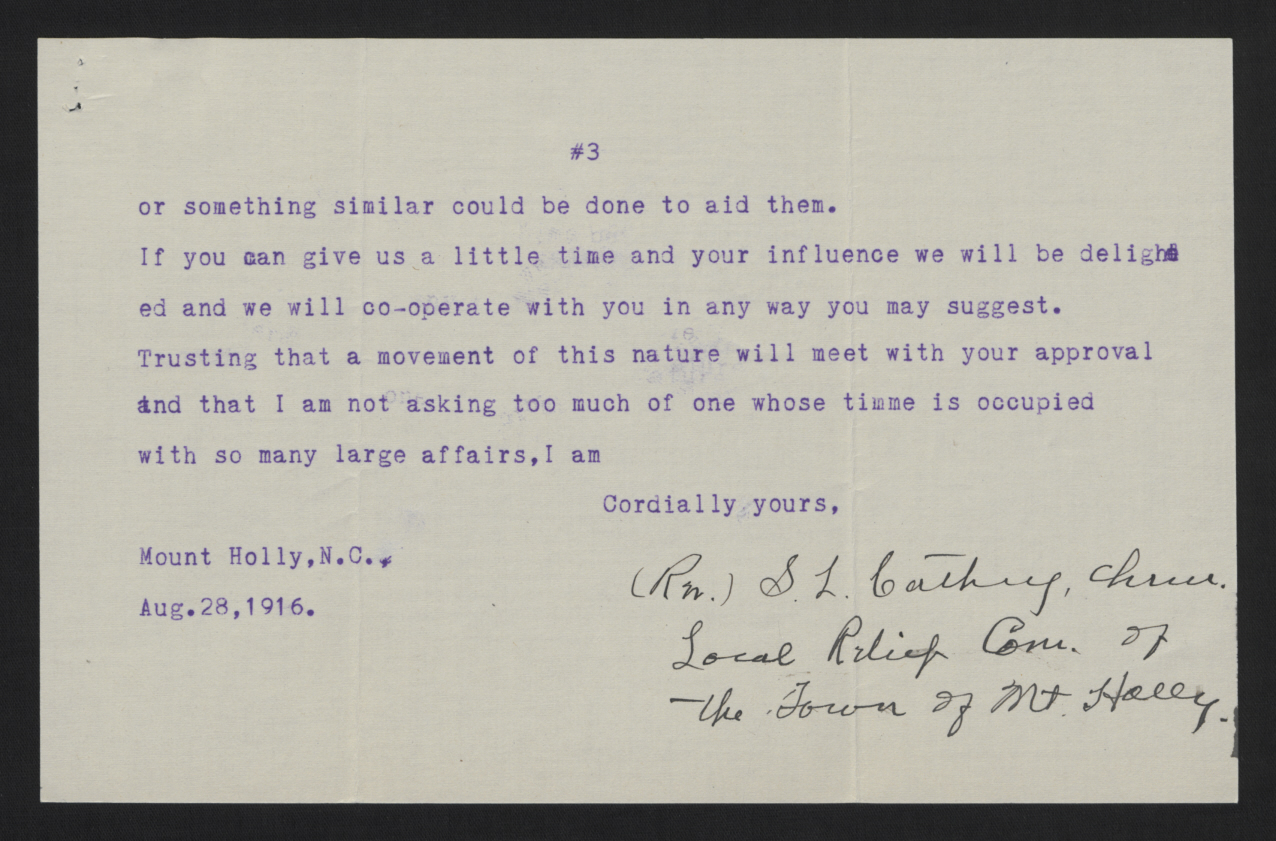 #3
or something similar could be done to aid them.
If you can give us a little time and your influence we will be delight
ed and we will co-operate with you in any way you may suggest.
Trusting that a movement of this nature will meet with your approval
and that I am not asking too much of one whose timme is occupied
with so many large affairs,I am
Cordially yours,
Mount Holly,N.C.,
Aug.28,1916.
(Rev.) S. L. Cathey, Chrm.
Local Relief Com. of
the Town of Mt. Holly.